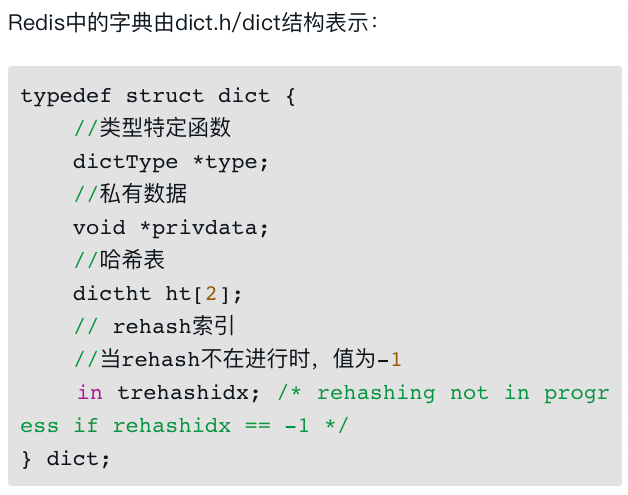 Redis中的字典由dict.h/dict结构表示：
typedef struct dict {
    //类型特定函数
    dictType *type;
    //私有数据
    void *privdata;
    //哈希表
    dictht ht[2];
    // rehash索引
    //当rehash不在进行时，值为-1
    in trehashidx; /* rehashing not in progr
ess if rehashidx == -1 */
} dict;